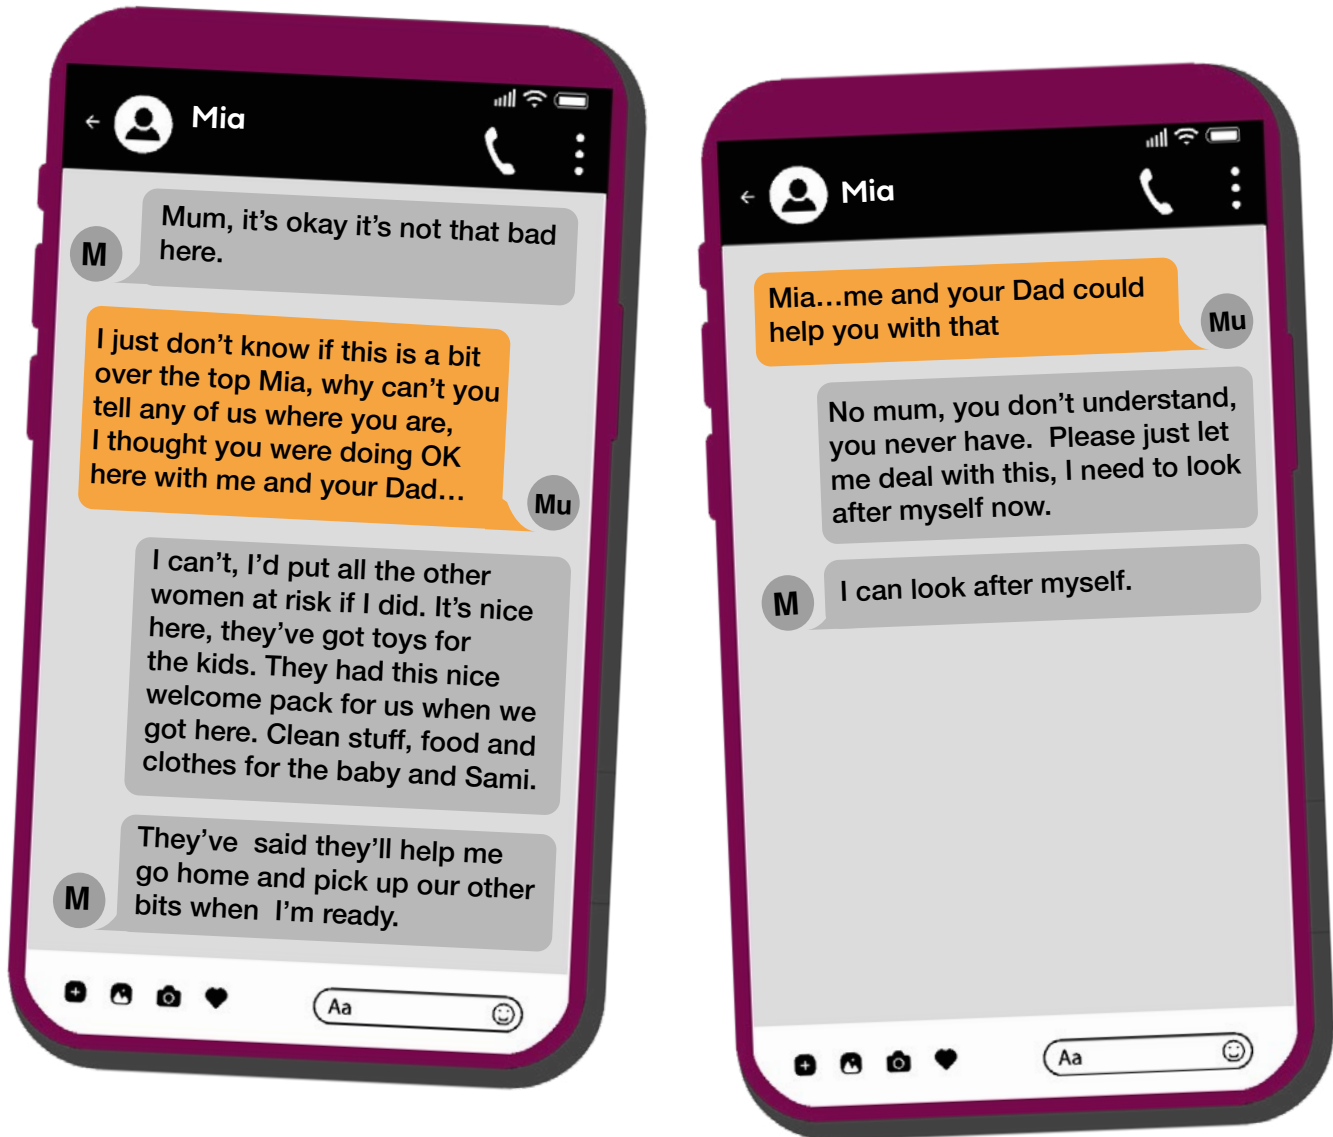 Mia
Mum, it’s okay it’s not that bad
here.
M
I just don’t know if this is a bit
over the top Mia, why can’t you
tell any of us where you are,
I thought you were doing OK
here with me and your Dad…
Mu
I can’t, I’d put all the other
women at risk if I did. It’s nice
here, they’ve got toys for
the kids. They had this nice
welcome pack for us when we
got here. Clean stuff, food and
clothes for the baby and Sami.
They’ve  said they’ll help me
go home and pick up our other
bits when  I’m ready.
M
Aa
Mia
Mia…me and your Dad could
help you with that
Mu
No mum, you don’t understand,
you never have.  Please just let
me deal with this, I need to look
after myself now.
I can look after myself.
M
Aa